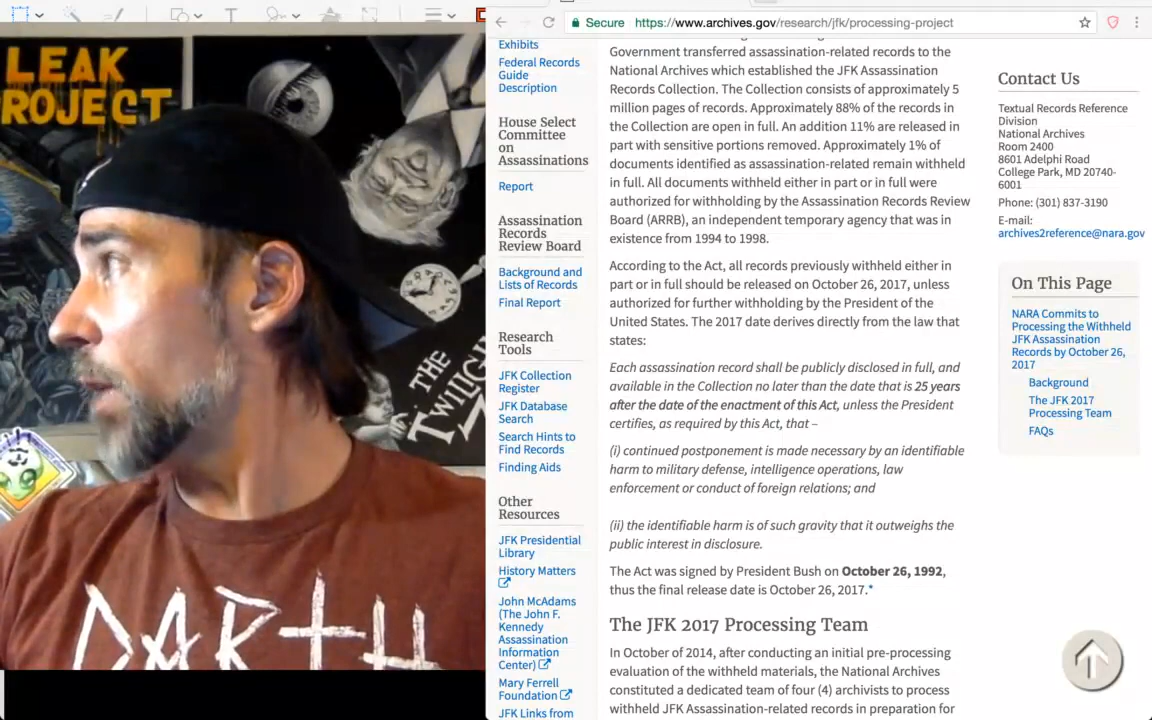 LEAK
PROJECT
THE
TWILIGHT
DARTH
Secure https://www.archives.gov/research/jfk/processing-project
Exhibits
Federal Records
Guide
Description
House Select
Committee
on
Assassinations
Report
Assassination
Records
Review Board
Background and
Lists of Records
Final Report
Research
Tools
JFK Collection
Register
JFK Database
Search
Search Hints to
Find Records
Finding Aids
Other
Resources
JFK Presidential
Library
History Matters
John McAdams
(The John F.
Kennedy
Assassination
Information
Center)
Mary Ferrell
Foundation
JFK Links from
Government transferred assassination-related records to the
National Archives which established the JFK Assassination
Records Collection. The Collection consists of approximately 5
million pages of records. Approximately 88% of the records in
the Collection are open in full. An addition 11% are released in
part with sensitive portions removed. Approximately 1% of
documents identified as assassination-related remain withheld
in full. All documents withheld either in part or in full were
authorized for withholding by the Assassination Records Review
Board (ARRB), an independent temporary agency that was in
existence from 1994 to 1998.
According to the Act, all records previously withheld either in
part or in full should be released on October 26, 2017, unless
authorized for further withholding by the President of the
United States. The 2017 date derives directly from the law that
states:
Each assassination record shall be publicly disclosed in full, and
available in the Collection no later than the date that is 25 years
after the date of the enactment of this Act, unless the President
certifies, as required by this Act, that –
(i) continued postponement is made necessary by an identifiable
harm to military defense, intelligence operations, law
enforcement or conduct of foreign relations; and
(ii) the identifiable harm is of such gravity that it outweighs the
public interest in disclosure.
The Act was signed by President Bush on October 26, 1992,
thus the final release date is October 26, 2017.*
The JFK 2017 Processing Team
In October of 2014, after conducting an initial pre-processing
evaluation of the withheld materials, the National Archives
constituted a dedicated team of four (4) archivists to process
withheld JFK Assassination-related records in preparation for
Contact Us
Textual Records Reference
Division
National Archives
Room 2400
8601 Adelphi Road
College Park, MD 20740-
6001
Phone: (301) 837-3190
E-mail:
archives2reference@nara.gov
On This Page
NARA Commits to
Processing the Withheld
JFK Assassination
Records by October 26,
2017
Background
The JFK 2017
Processing Team
FAQs